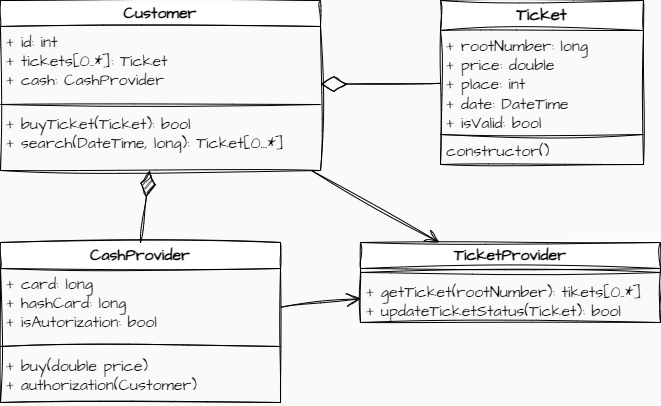 Customer
+ id: int
+ tickets[0..*]: Ticket
+ cash: CashProvider
+ buyTicket(Ticket): bool
+ search(DateTime, long): Ticket[0...*]
Ticket
+ rootNumber: long
+ price: double
+ place: int
+ date: DateTime
+ isValid: bool
constructor()
CashProvider
+ card: long
+ hashCard: long
+ isAutorization: bool
+ buy(double price)
+ authorization(Customer)
TicketProvider
+ getTicket(rootNumber): tikets[0..*]
+ updateTicketStatus(Ticket): bool